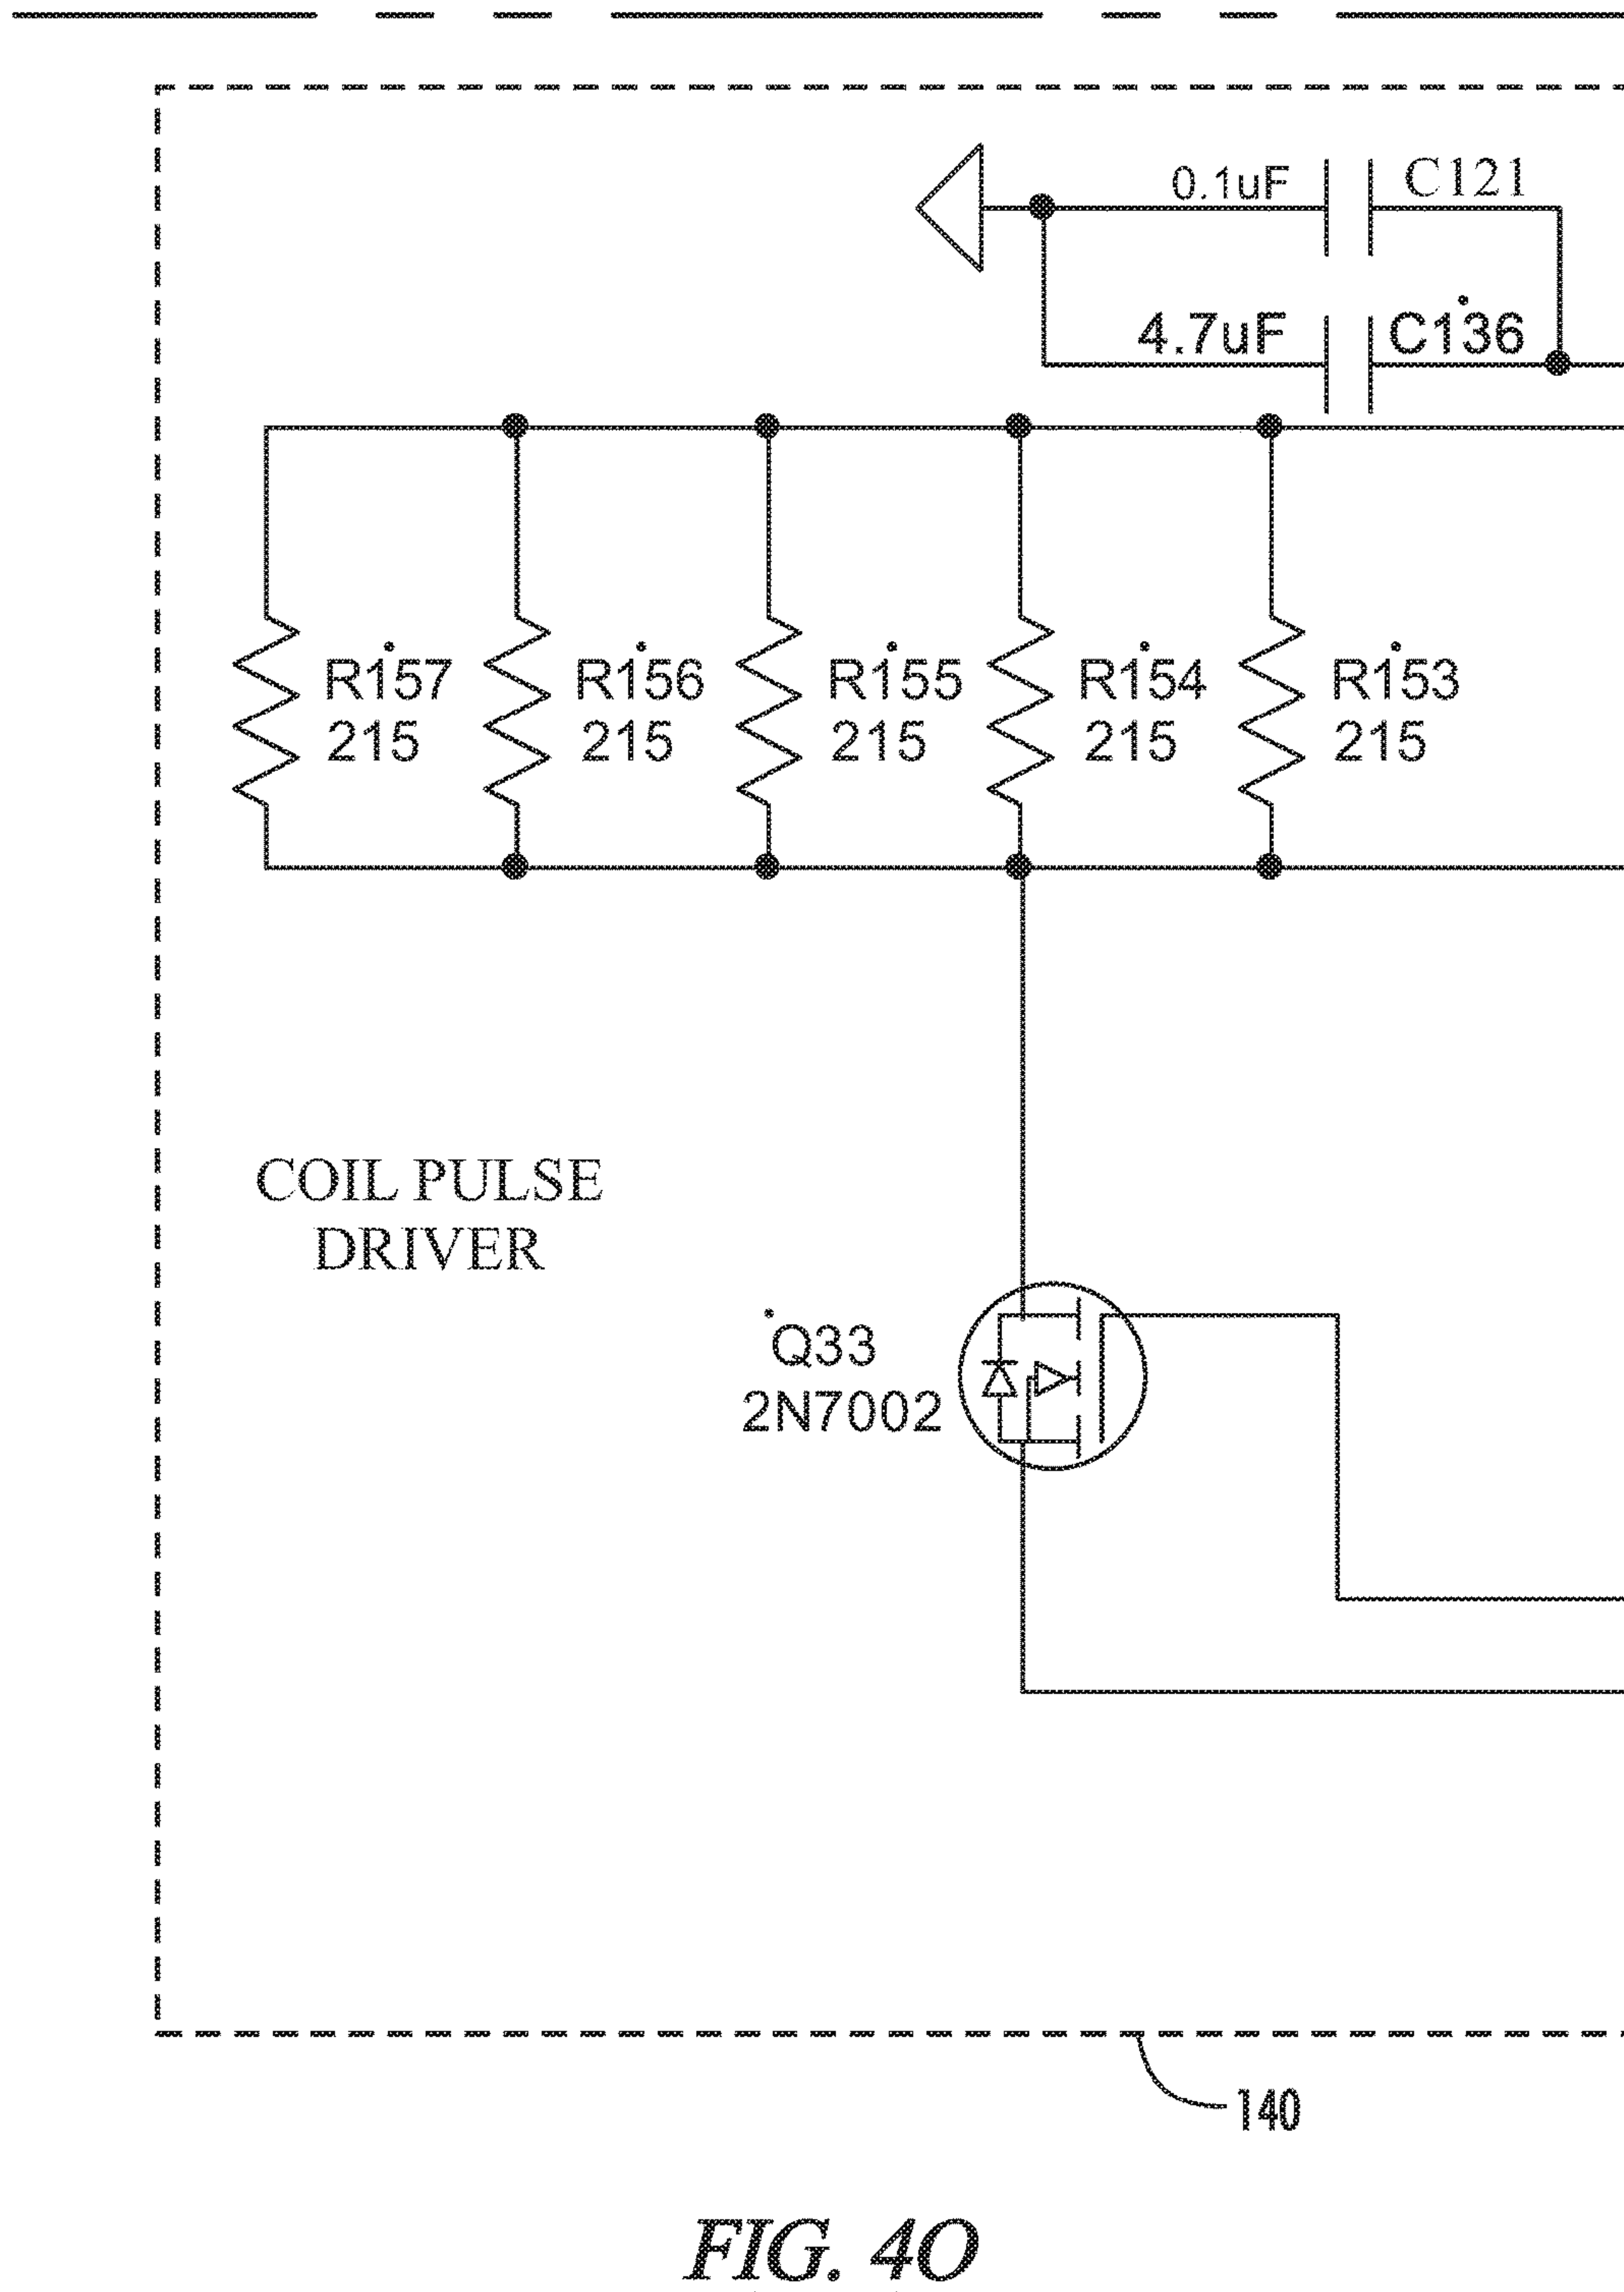 0.1uF C121
4.7uF C136
R157 R156 R155 R154 R153
215 215 215 215 215
COIL PULSE
DRIVER
Q33
2N7002
140
FIG. 4O